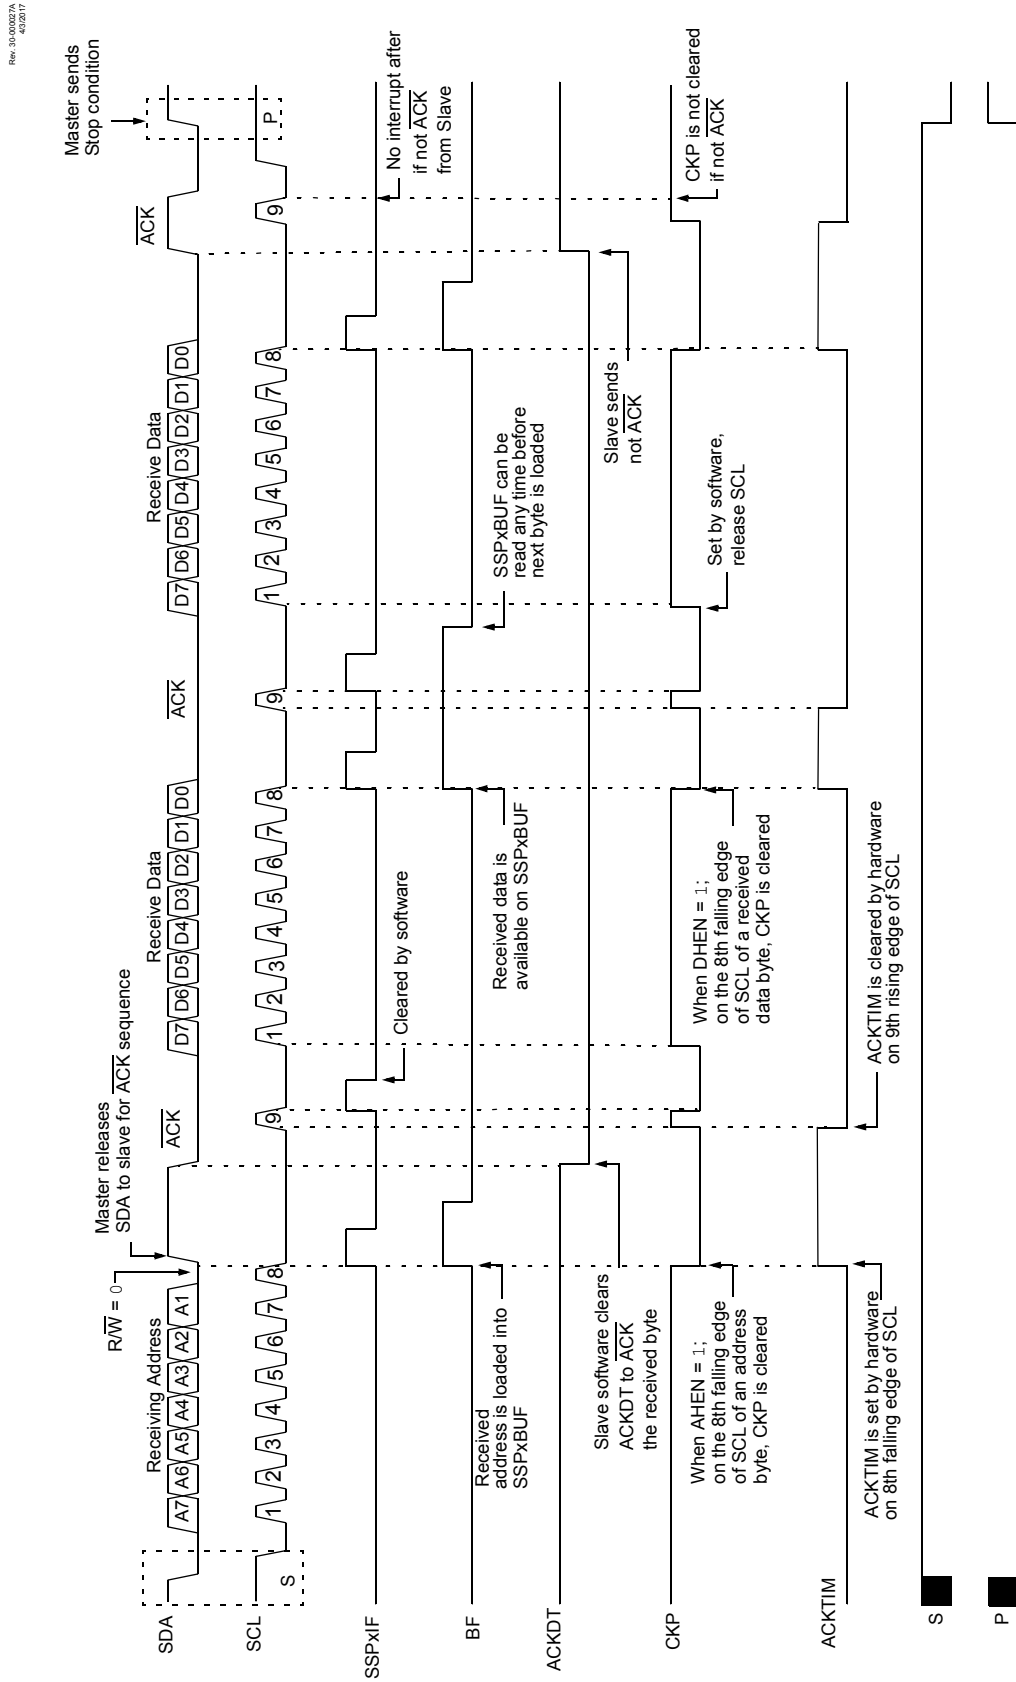 Rev. 30-000027A
4/3/2017
Master sends
Stop condition
Master releases
SDA to slave for ACK sequence
R/W = 0
Receiving Address
ACK
Receive Data
ACK
Receive Data
ACK
SDA
A7 A6 A5 A4 A3 A2 A1
D7 D6 D5 D4 D3 D2 D1 D0
D7 D6 D5 D4 D3 D2 D1 D0
SCL
S
1 2 3 4 5 6 7 8 9
1 2 3 4 5 6 7 8 9
1 2 3 4 5 6 7 8 9
P
SSPxIF
Cleared by software
No interrupt after
if not ACK
from Slave
BF
Received
address is loaded into
SSPxBUF
Received data is
available on SSPxBUF
SSPxBUF can be
read any time before
next byte is loaded
ACKDT
Slave software clears
ACKDT to ACK
the received byte
Slave sends
not ACK
CKP
When AHEN = 1;
on the 8th falling edge
of SCL of an address
byte, CKP is cleared
When DHEN = 1;
on the 8th falling edge
of SCL of a received
data byte, CKP is cleared
Set by software,
release SCL
CKP is not cleared
if not ACK
ACKTIM
ACKTIM is set by hardware
on 8th falling edge of SCL
ACKTIM is cleared by hardware
on 9th rising edge of SCL
S
P